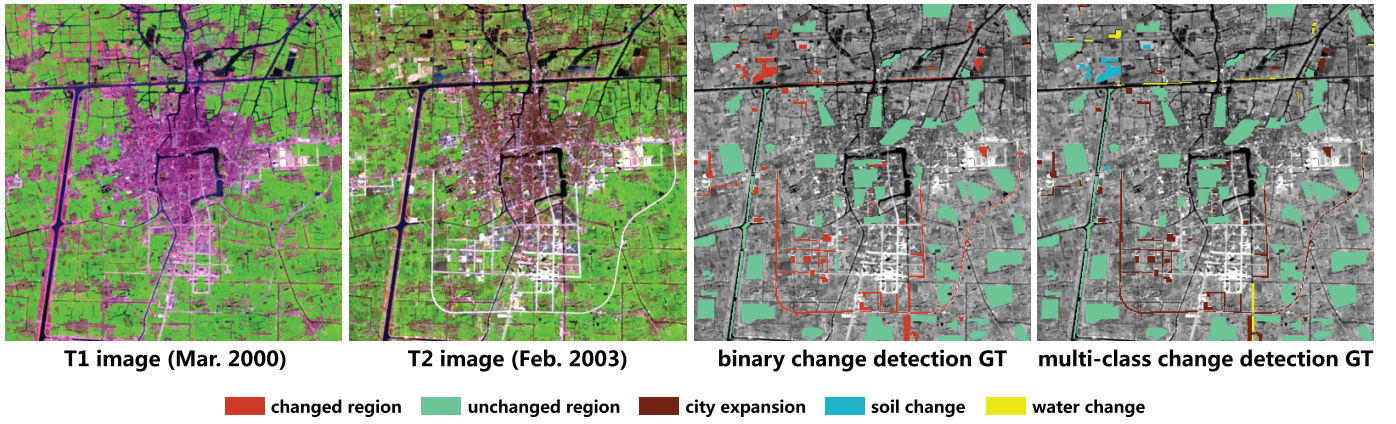 T1 image (Mar. 2000)
T2 image (Feb. 2003)
binary change detection GT
multi-class change detection GT
changed region
unchanged region
city expansion
soil change
water change